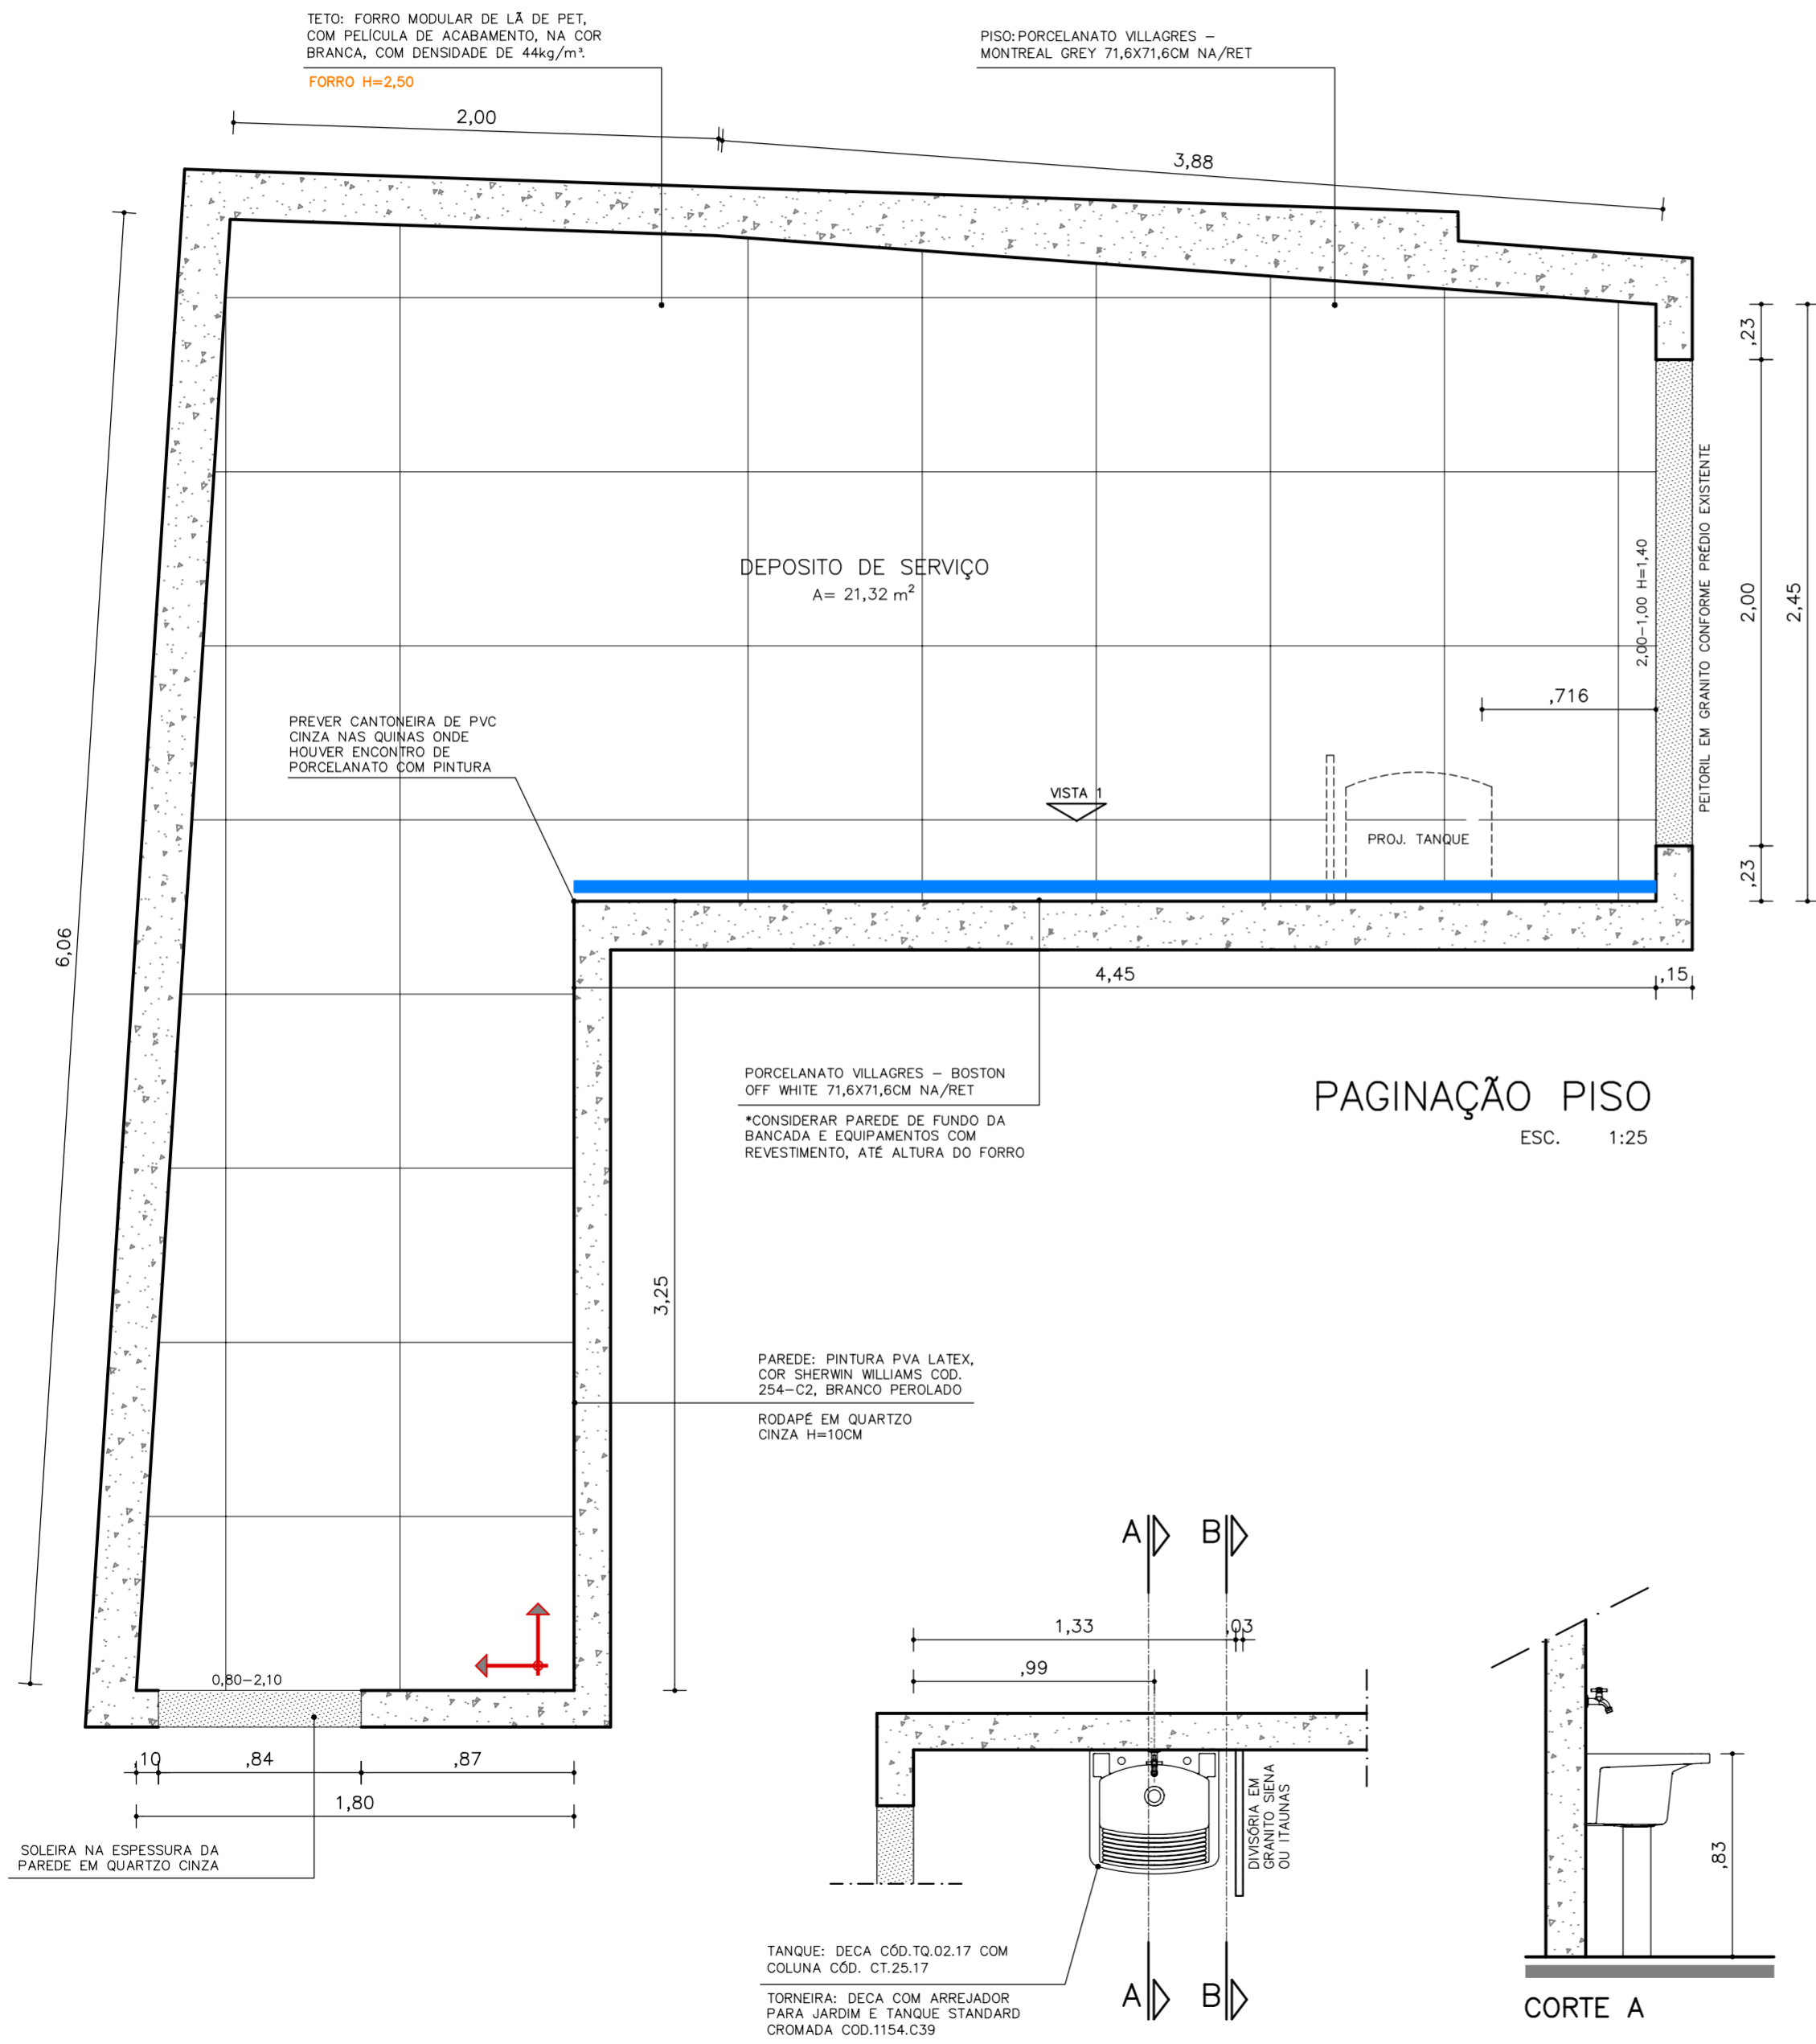 TETO: FORRO MODULAR DE LÃ DE PET,
COM PELÍCULA DE ACABAMENTO, NA COR
BRANCA, COM DENSIDADE DE 44kg/m³.
FORRO H=2,50
PISO:PORCELANATO VILLAGRES –
MONTREAL GREY 71,6X71,6CM NA/RET
2,00
3,88
,23
2,00
2,45
,23
6,06
DEPOSITO DE SERVIÇO
A= 21,32 m²
2,00–1,00 H=1,40
PEITORIL EM GRANITO CONFORME PRÉDIO EXISTENTE
,716
PREVER CANTONEIRA DE PVC
CINZA NAS QUINAS ONDE
HOUVER ENCONTRO DE
PORCELANATO COM PINTURA
VISTA 1
PROJ. TANQUE
4,45
,15
PORCELANATO VILLAGRES – BOSTON
OFF WHITE 71,6X71,6CM NA/RET
*CONSIDERAR PAREDE DE FUNDO DA
BANCADA E EQUIPAMENTOS COM
REVESTIMENTO, ATÉ ALTURA DO FORRO
PAGINAÇÃO PISO
ESC. 1:25
3,25
PAREDE: PINTURA PVA LATEX,
COR SHERWIN WILLIAMS COD.
254–C2, BRANCO PEROLADO
RODAPÉ EM QUARTZO
CINZA H=10CM
0,80–2,10
,10
,84
,87
1,80
SOLEIRA NA ESPESSURA DA
PAREDE EM QUARTZO CINZA
A
B
1,33
,03
,99
DIVISÓRIA EM
GRANITO SIENA
OU ITAUNAS
TANQUE: DECA CÓD.TQ.02.17 COM
COLUNA CÓD. CT.25.17
TORNEIRA: DECA COM ARREJADOR
PARA JARDIM E TANQUE STANDARD
CROMADA COD.1154.C39
A
B
,83
CORTE A